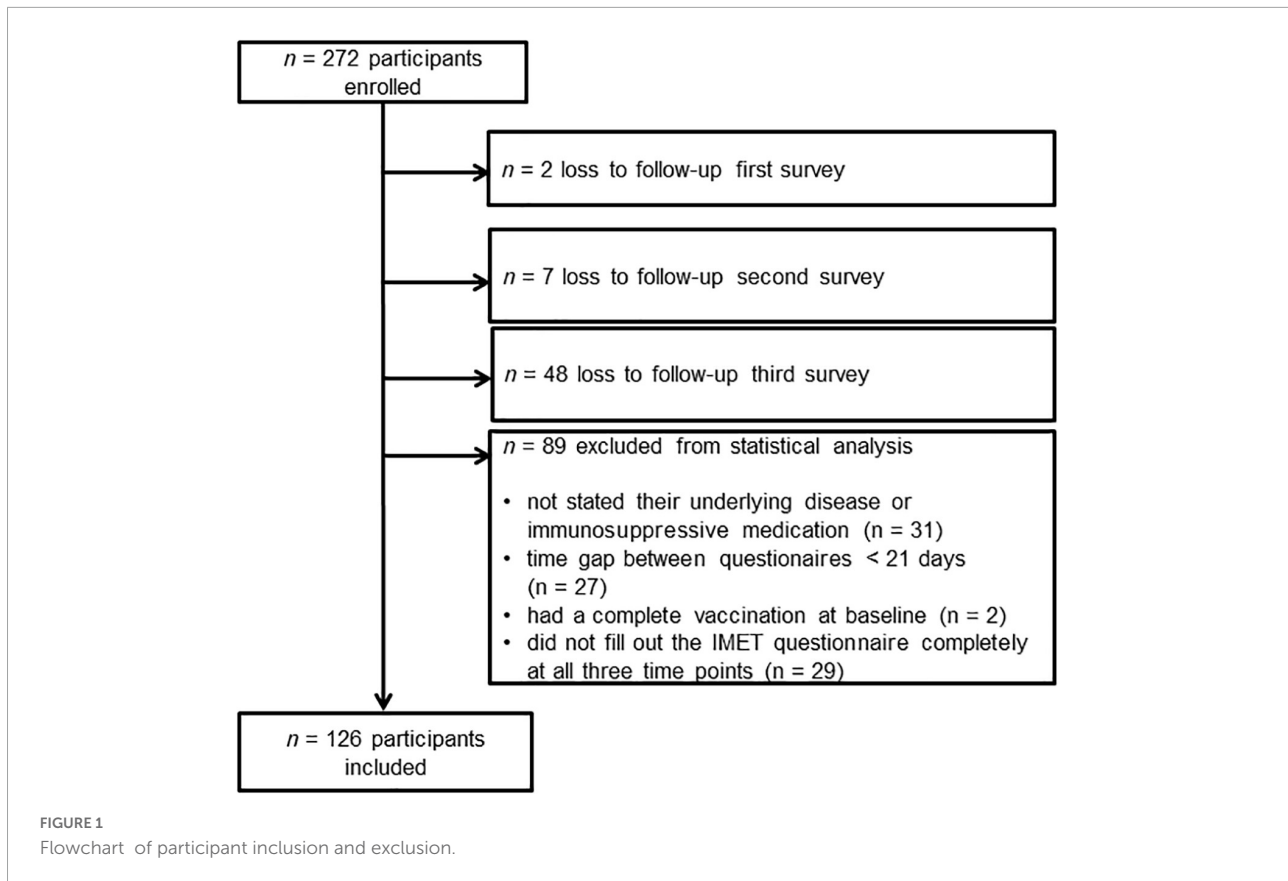 n = 272 participants
enrolled
n = 2 loss to follow-up first survey
n = 7 loss to follow-up second survey
n = 48 loss to follow-up third survey
n = 89 excluded from statistical analysis
• not stated their underlying disease or
immunosuppressive medication (n = 31)
• time gap between questionaires < 21 days
(n = 27)
• had a complete vaccination at baseline (n = 2)
• did not fill out the IMET questionnaire completely
at all three time points (n = 29)
n = 126 participants
included
FIGURE 1
Flowchart of participant inclusion and exclusion.